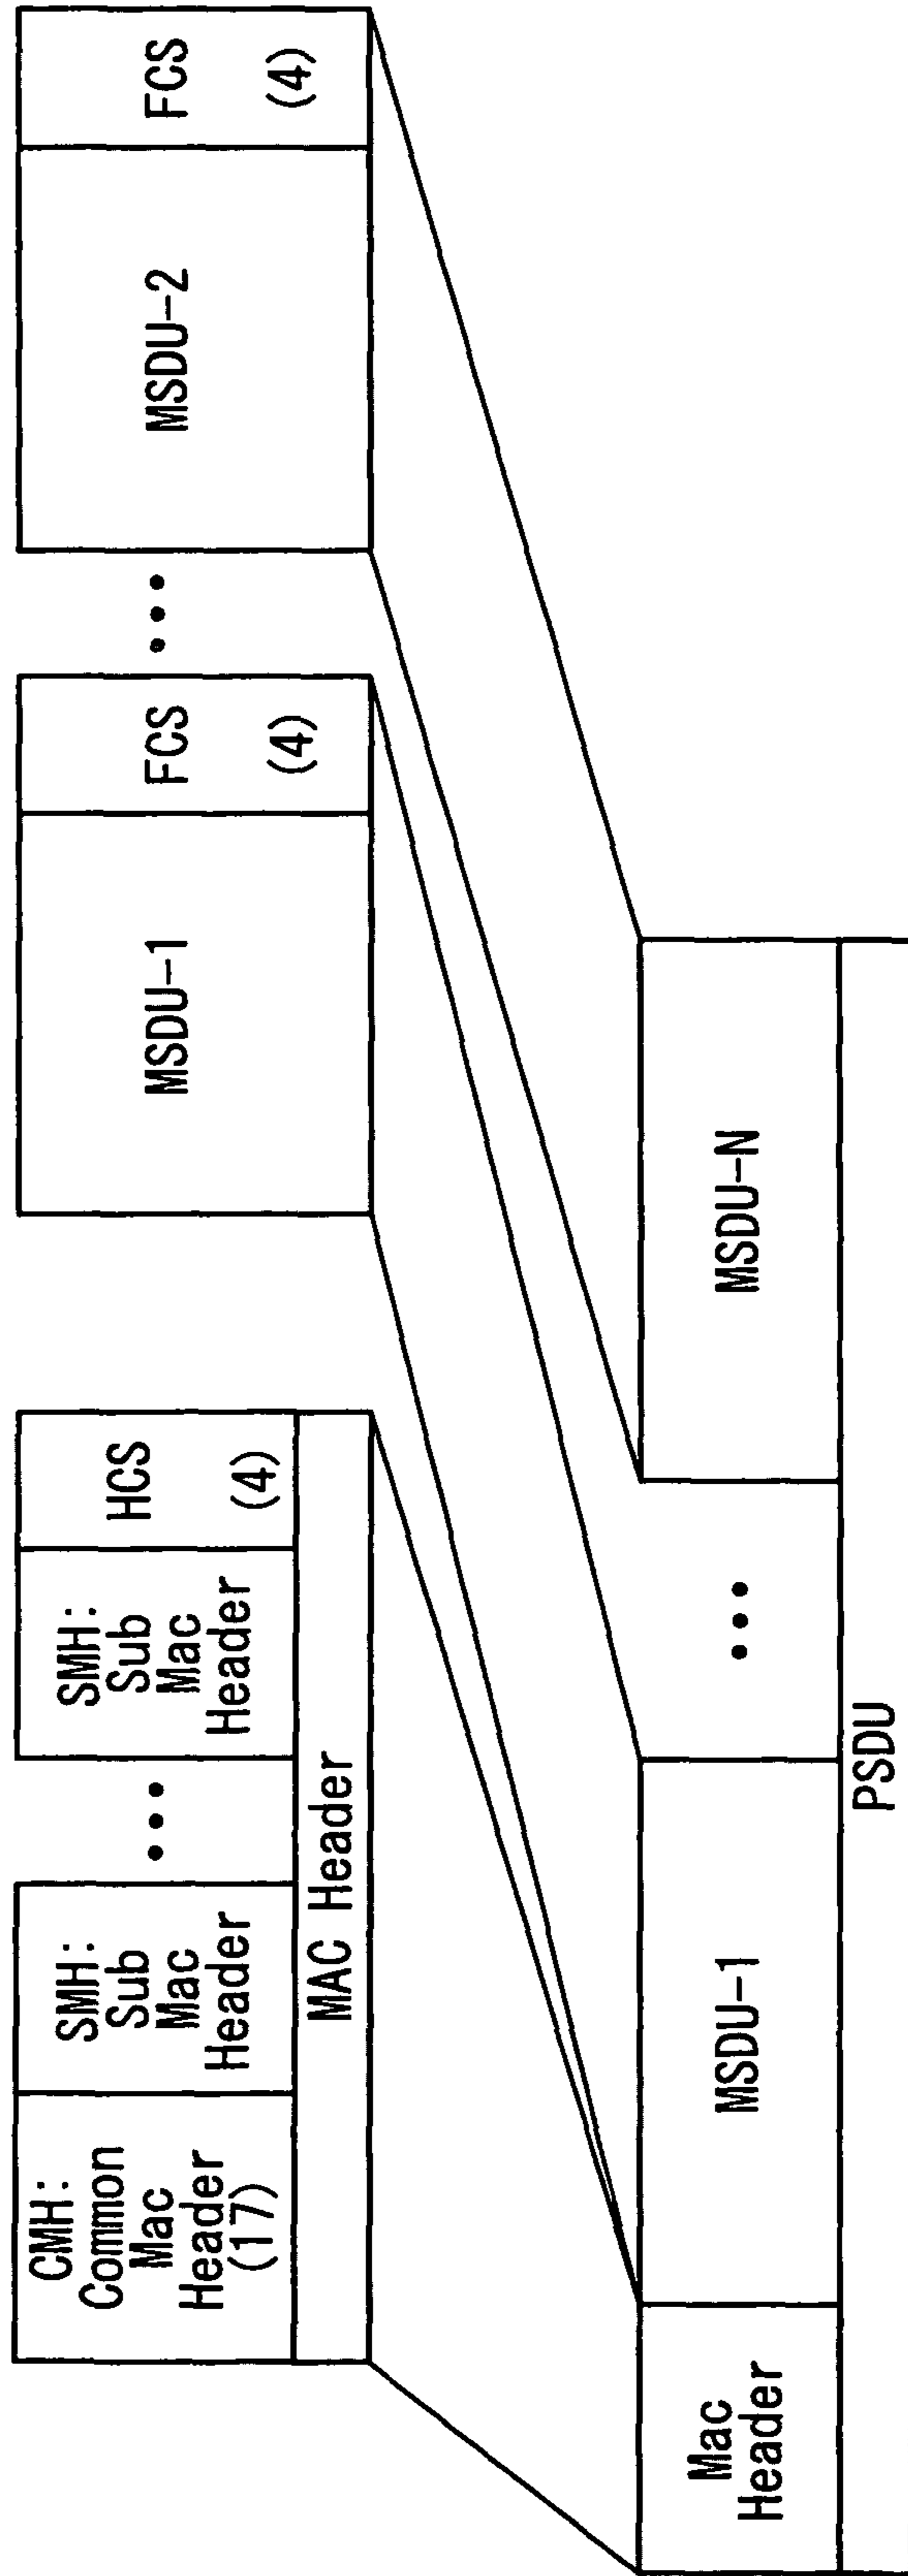 CMH:
Common
Mac
Header
(17)
SMH:
Sub
Mac
Header
•••
SMH:
Sub
Mac
Header
HCS
(4)
MAC Header
MSDU-1
FCS
(4)
•••
MSDU-2
FCS
(4)
Mac
Header
MSDU-1
•••
MSDU-N
PSDU